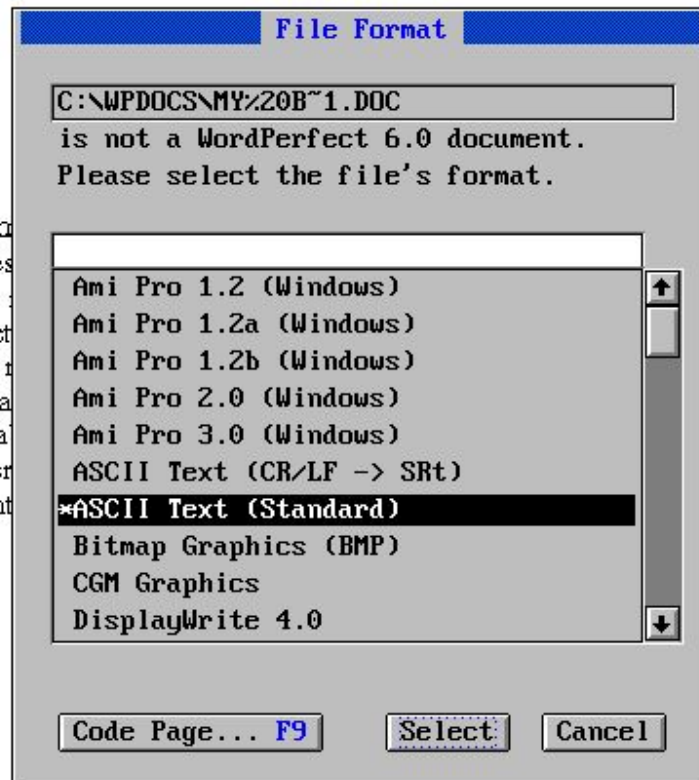 File Format
C:\WPDOCS\MY%20B~1.DOC
is not a WordPerfect 6.0 document.
Please select the file's format.
Ami Pro 1.2 (Windows)
Ami Pro 1.2a (Windows)
Ami Pro 1.2b (Windows)
Ami Pro 2.0 (Windows)
Ami Pro 3.0 (Windows)
ASCII Text (CR/LF -> SRt)
*ASCII Text (Standard)
Bitmap Graphics (BMP)
CGM Graphics
DisplayWrite 4.0
Code Page... F9 Select Cancel